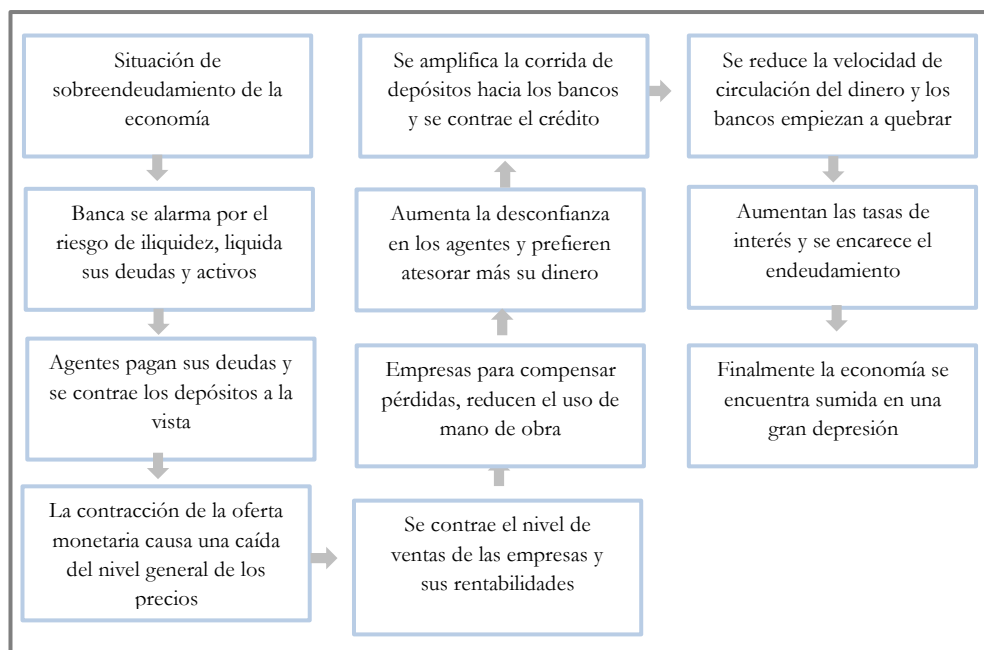 Situación de
sobreendeudamiento de la
economía
Banca se alarma por el
riesgo de iliquidez, liquida
sus deudas y activos
Agentes pagan sus deudas y
se contrae los depósitos a la
vista
La contracción de la oferta
monetaria causa una caída
del nivel general de los
precios
Se contrae el nivel de
ventas de las empresas y
sus rentabilidades
Empresas para compensar
pérdidas, reducen el uso de
mano de obra
Aumenta la desconfianza
en los agentes y prefieren
atesorar más su dinero
Se amplifica la corrida de
depósitos hacia los bancos
y se contrae el crédito
Se reduce la velocidad de
circulación del dinero y los
bancos empiezan a quebrar
Aumentan las tasas de
interés y se encarece el
endeudamiento
Finalmente la economía se
encuentra sumida en una
gran depresión